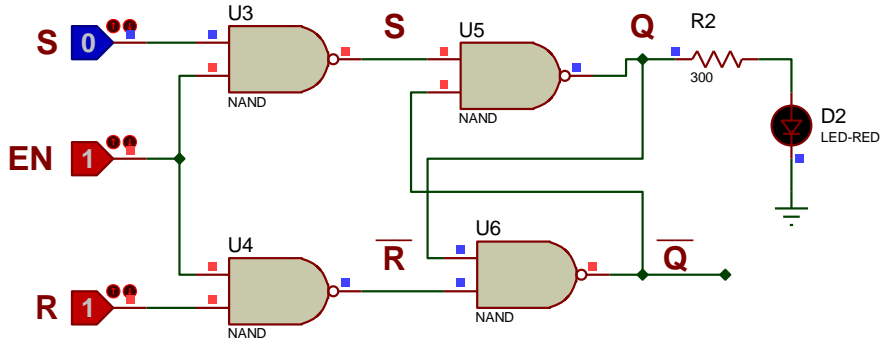 U3
S
0
S
U5
Q
R2
NAND
300
NAND
D2
LED-RED
EN
1
U4
R̅
U6
Q̅
R
1
NAND
NAND